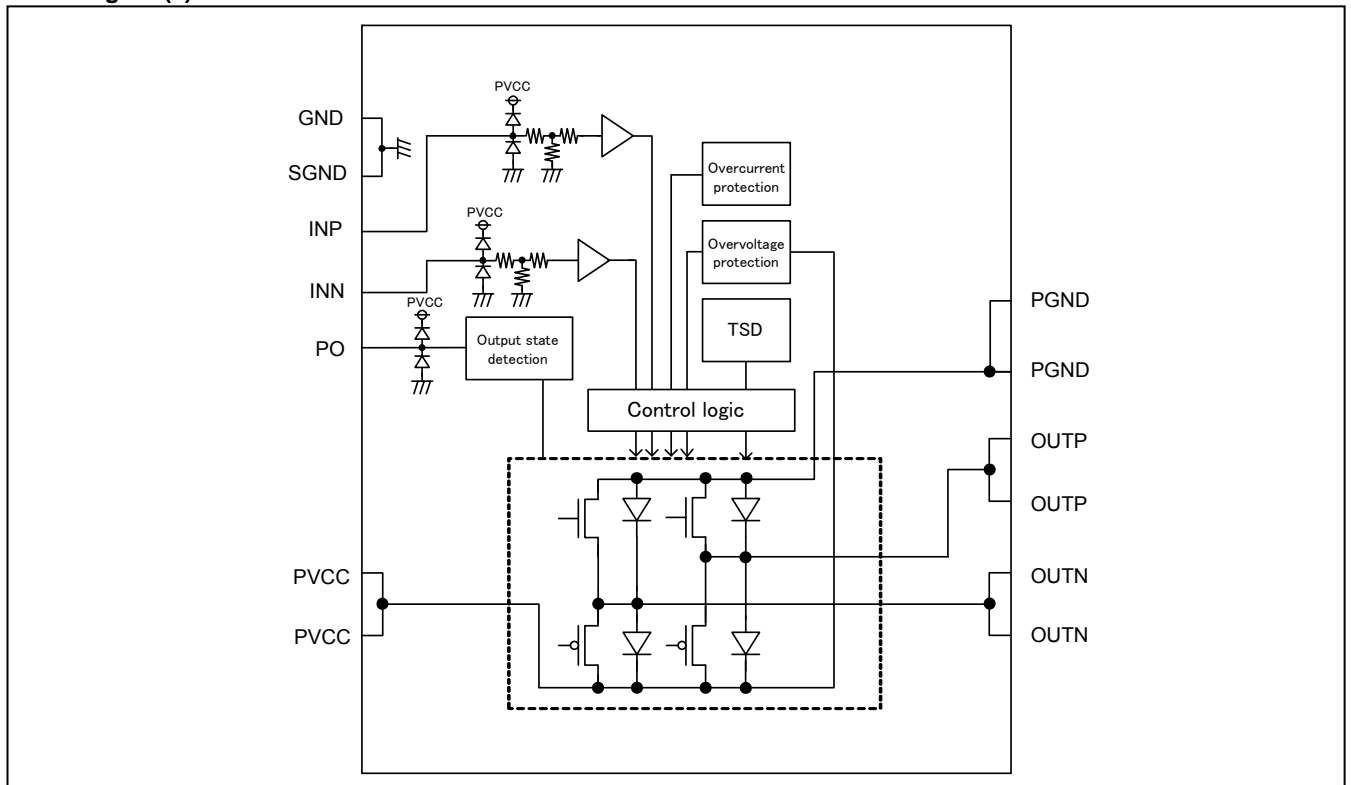 PVCC
GND
SGND
INP
Overcurrent
protection
PVCC
Overvoltage
protection
INN
PVCC
PO
Output state
detection
TSD
PGND
PGND
Control logic
OUTP
OUTP
PVCC
PVCC
OUTN
OUTN